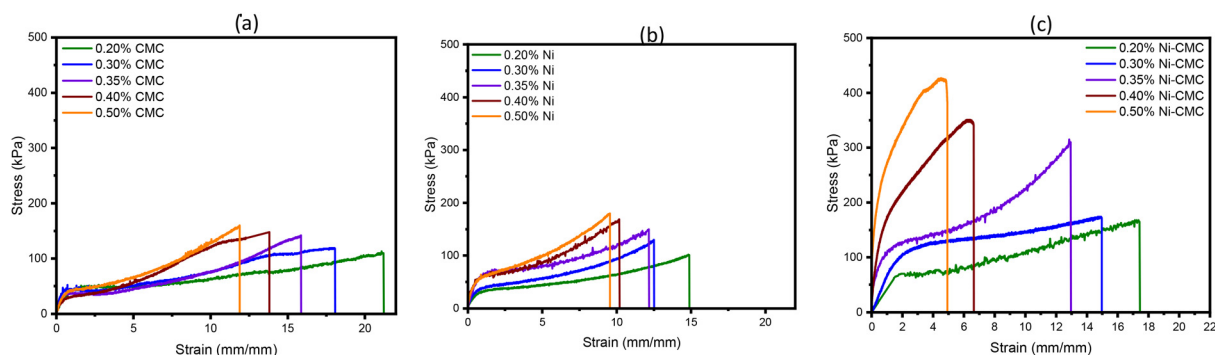 (a)
500
400
300
200
100
0
0
5
10
15
20
Stress (kPa)
Strain (mm/mm)
0.20% CMC
0.30% CMC
0.35% CMC
0.40% CMC
0.50% CMC
(b)
500
400
300
200
100
0
0
5
10
15
20
Stress (kPa)
Strain (mm/mm)
0.20% Ni
0.30% Ni
0.35% Ni
0.40% Ni
0.50% Ni
(c)
500
400
300
200
100
0
0
2
4
6
8
10
12
14
16
18
20
22
Stress (kPa)
Strain (mm/mm)
0.20% Ni-CMC
0.30% Ni-CMC
0.35% Ni-CMC
0.40% Ni-CMC
0.50% Ni-CMC